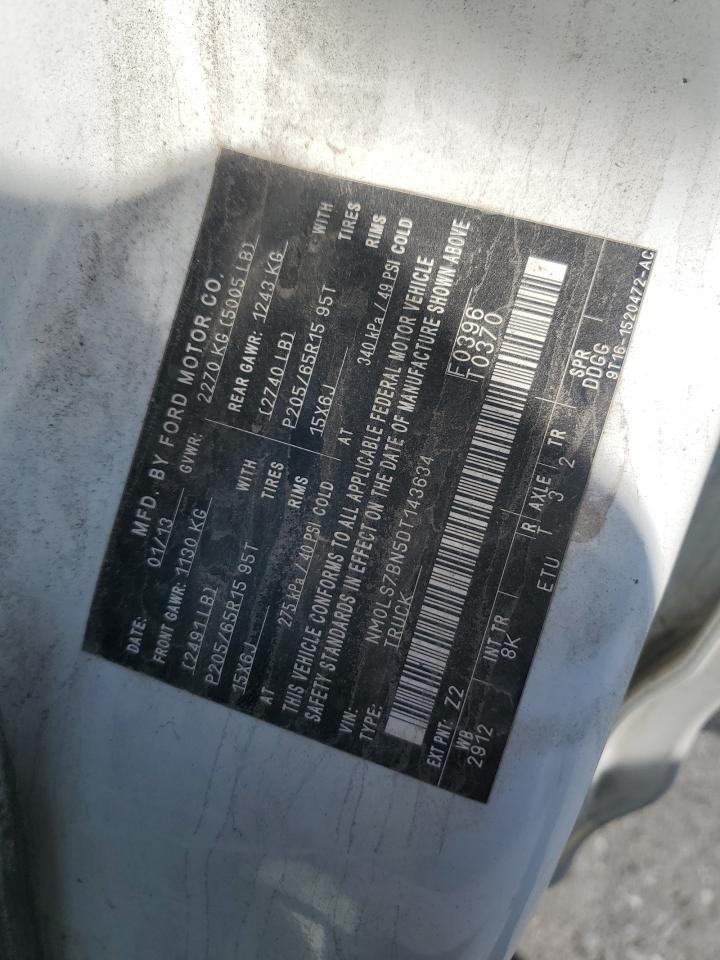 MFD. BY FORD MOTOR CO.
DATE: 01/13 GVWR: 2270 KG (5005 LB)
FRONT GAWR: 1130 KG REAR GAWR: 1243 KG
(2491 LB) WITH (2740 LB) WITH
P205/65R15 95T TIRES P205/65R15 95T TIRES
15X6J RIMS 15X6J RIMS
AT 275 kPa / 40 PSI COLD AT 340 kPa / 49 PSI COLD
THIS VEHICLE CONFORMS TO ALL APPLICABLE FEDERAL MOTOR VEHICLE
SAFETY STANDARDS IN EFFECT ON THE DATE OF MANUFACTURE SHOWN ABOVE
VIN: NM0LS7BN5DT143634 F0396
TYPE: TRUCK T0370
EXT PNT: Z2
WB INT TR R AXLE TR SPR
2912 8K ETU 3 2 DDGG
9T16-1520472-AC